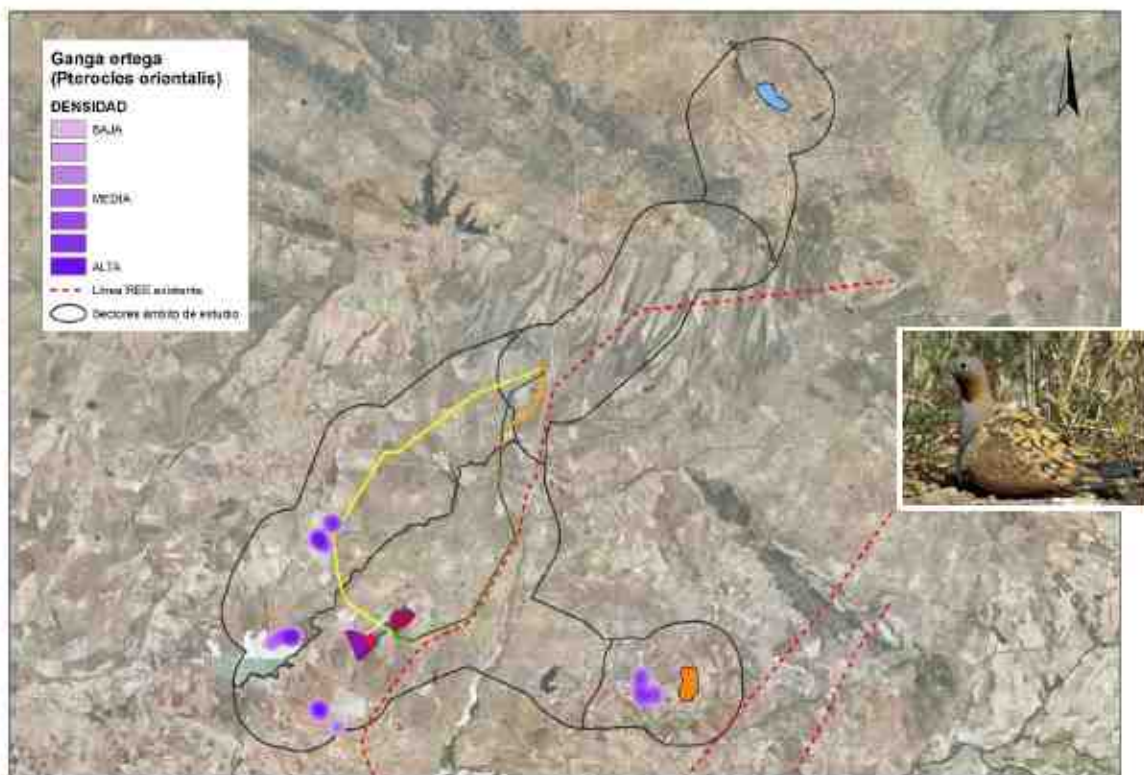 Ganga ortega
(Pterocles orientalis)
DENSIDAD
BAJA
MEDIA
ALTA
Línea REE existente
Sectores ámbito de estudio